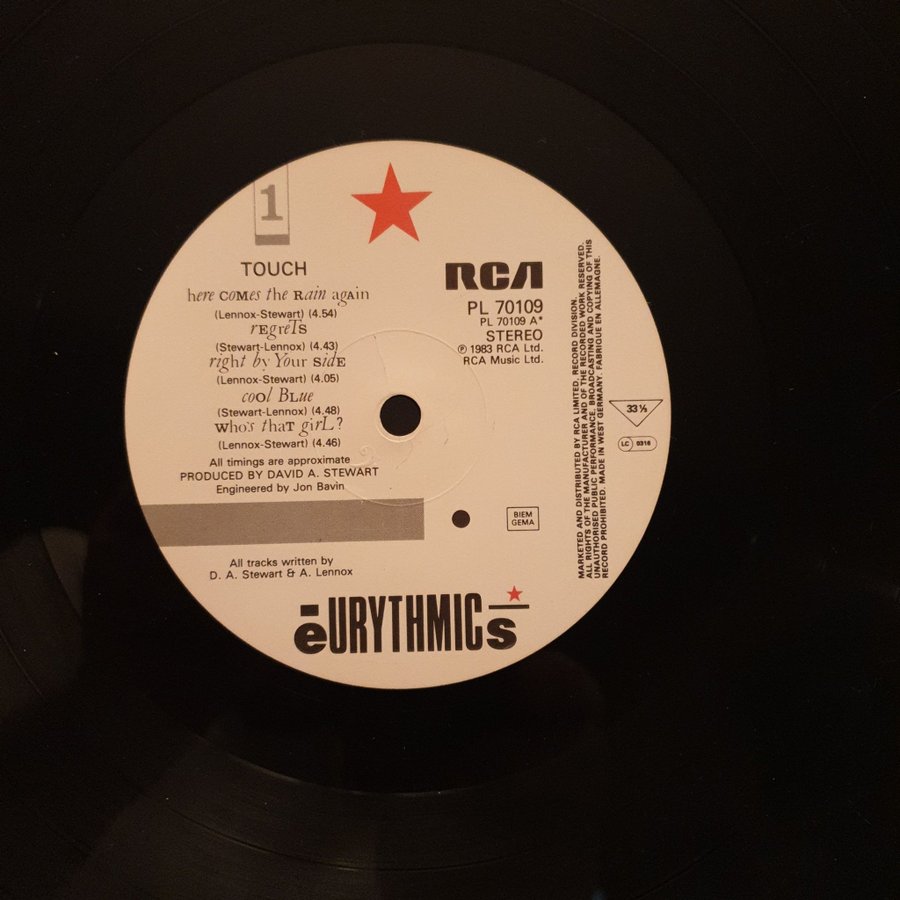 1
TOUCH
here COMes the Rain agAin
(Lennox-Stewart) (4.54)
rEgreTs
(Stewart-Lennox) (4.43)
right by Your SidE
(Lennox-Stewart) (4.05)
coOl BLue
(Stewart-Lennox) (4.48)
Who's thaT girL?
(Lennox-Stewart) (4.46)
All timings are approximate
PRODUCED BY DAVID A. STEWART
Engineered by Jon Bavin
All tracks written by
D. A. Stewart & A. Lennox
RCA
PL 70109
PL 70109 A*
STEREO
℗ 1983 RCA Ltd.
RCA Music Ltd.
BIEM
GEMA
33⅓
LC 0316
MARKETED AND DISTRIBUTED BY RCA LIMITED, RECORD DIVISION.
ALL RIGHTS OF THE MANUFACTURER AND OF THE RECORDED WORK RESERVED.
UNAUTHORISED PUBLIC PERFORMANCE, BROADCASTING AND COPYING OF THIS
RECORD PROHIBITED. MADE IN WEST GERMANY. FABRIQUE EN ALLEMAGNE.
eURYTHMICs